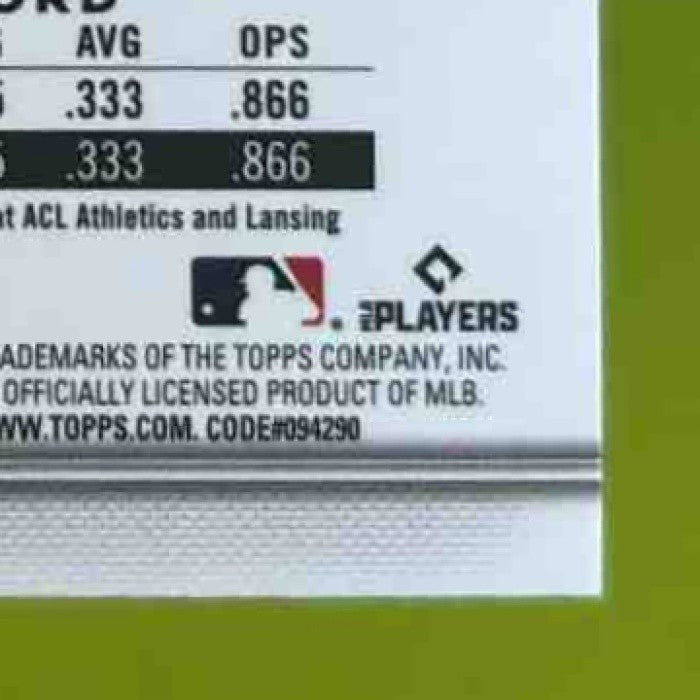 AVG OPS
.333 .866
.333 .866
at ACL Athletics and Lansing
PLAYERS
ADEMARKS OF THE TOPPS COMPANY, INC.
OFFICIALLY LICENSED PRODUCT OF MLB.
WW.TOPPS.COM. CODE#094290